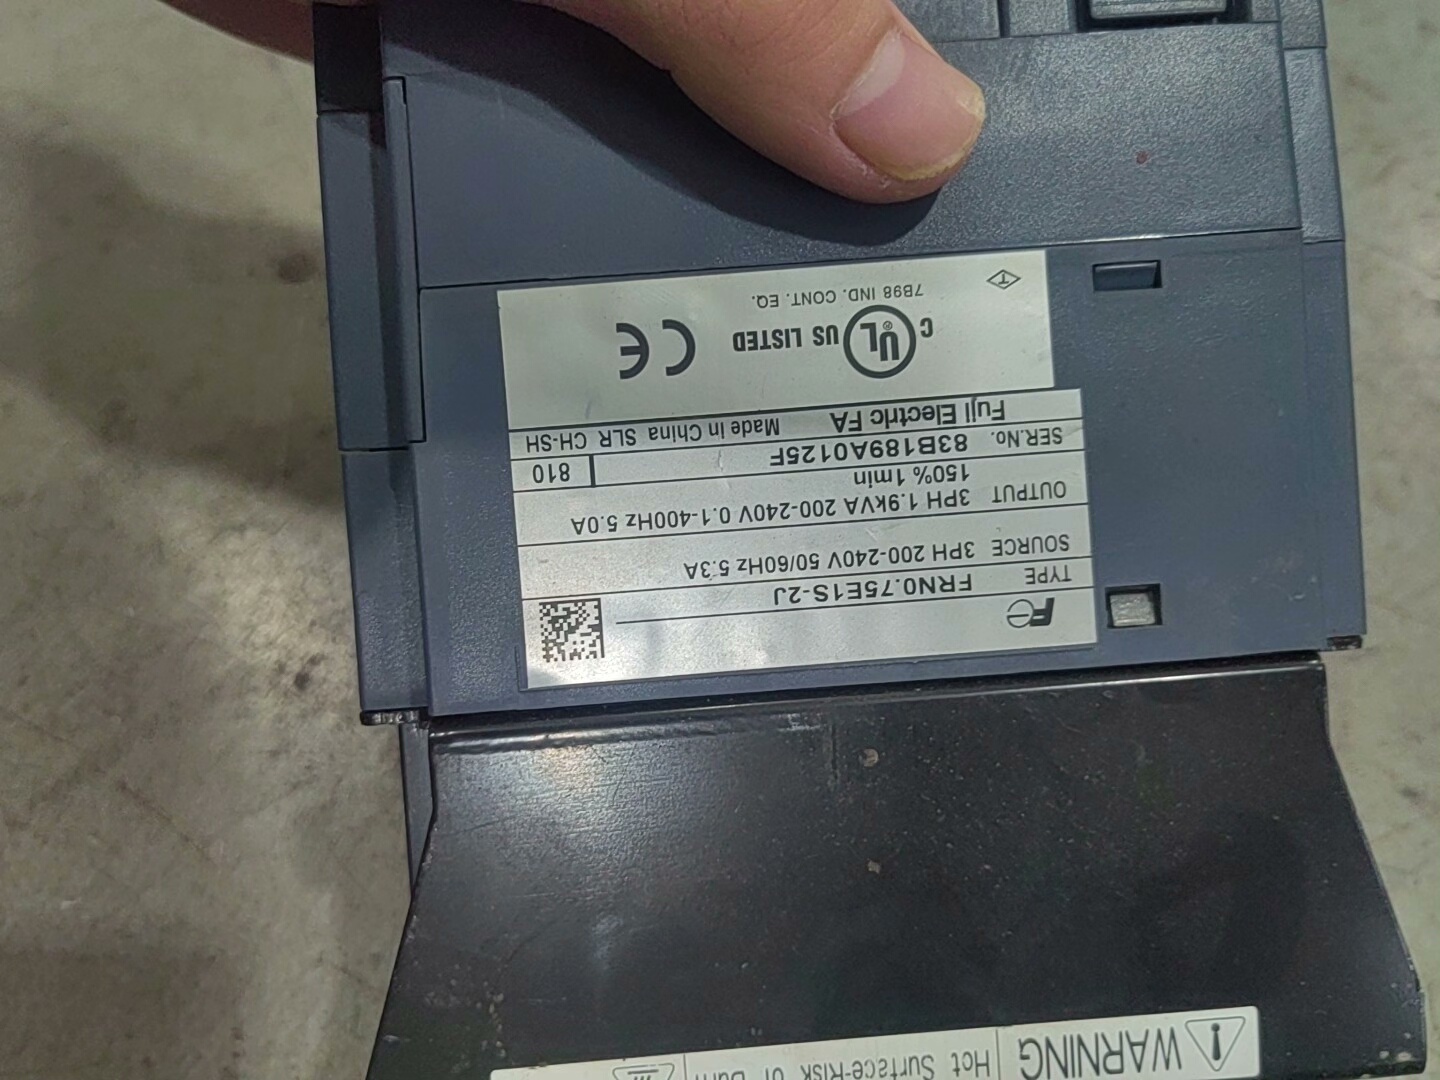 WARNING Hot Surface-Risk of Burn
Fe
TYPE FRN0.75E1S-2J
SOURCE 3PH 200-240V 50/60Hz 5.3A
OUTPUT 3PH 1.9kVA 200-240V 0.1-400Hz 5.0A
150% 1min
SER.No. 83B189A0125F 810
Fuji Electric FA Made in China SLR CH-SH
C UL® US LISTED CE
7B98 IND. CONT. EQ.
T